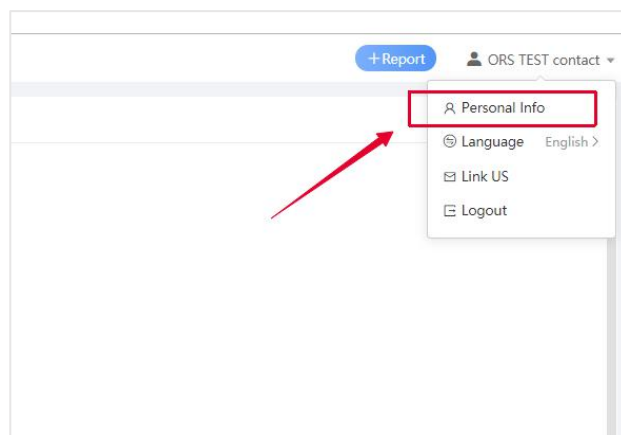 +Report
ORS TEST contact
Personal Info
Language English >
Link US
Logout